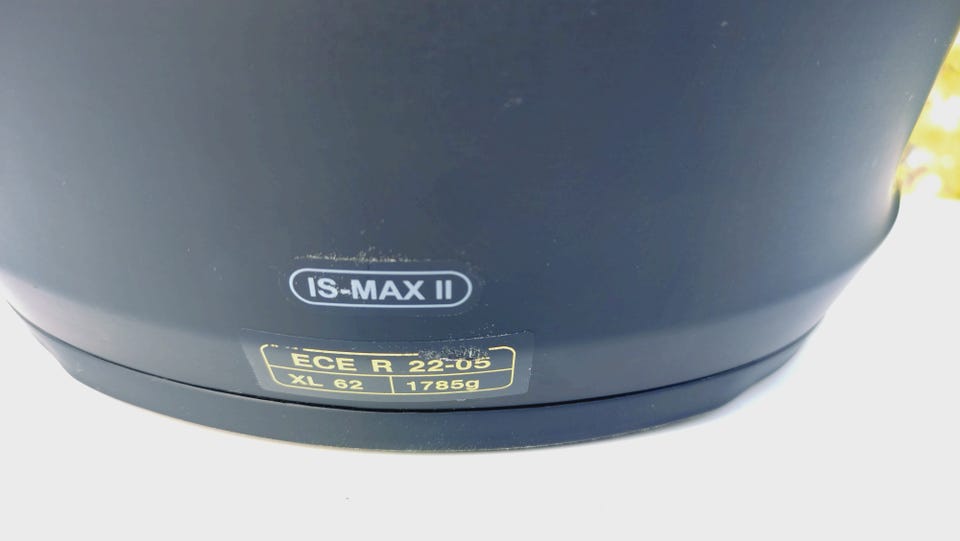 IS-MAX II
ECE R 22-05
XL 62 1785g